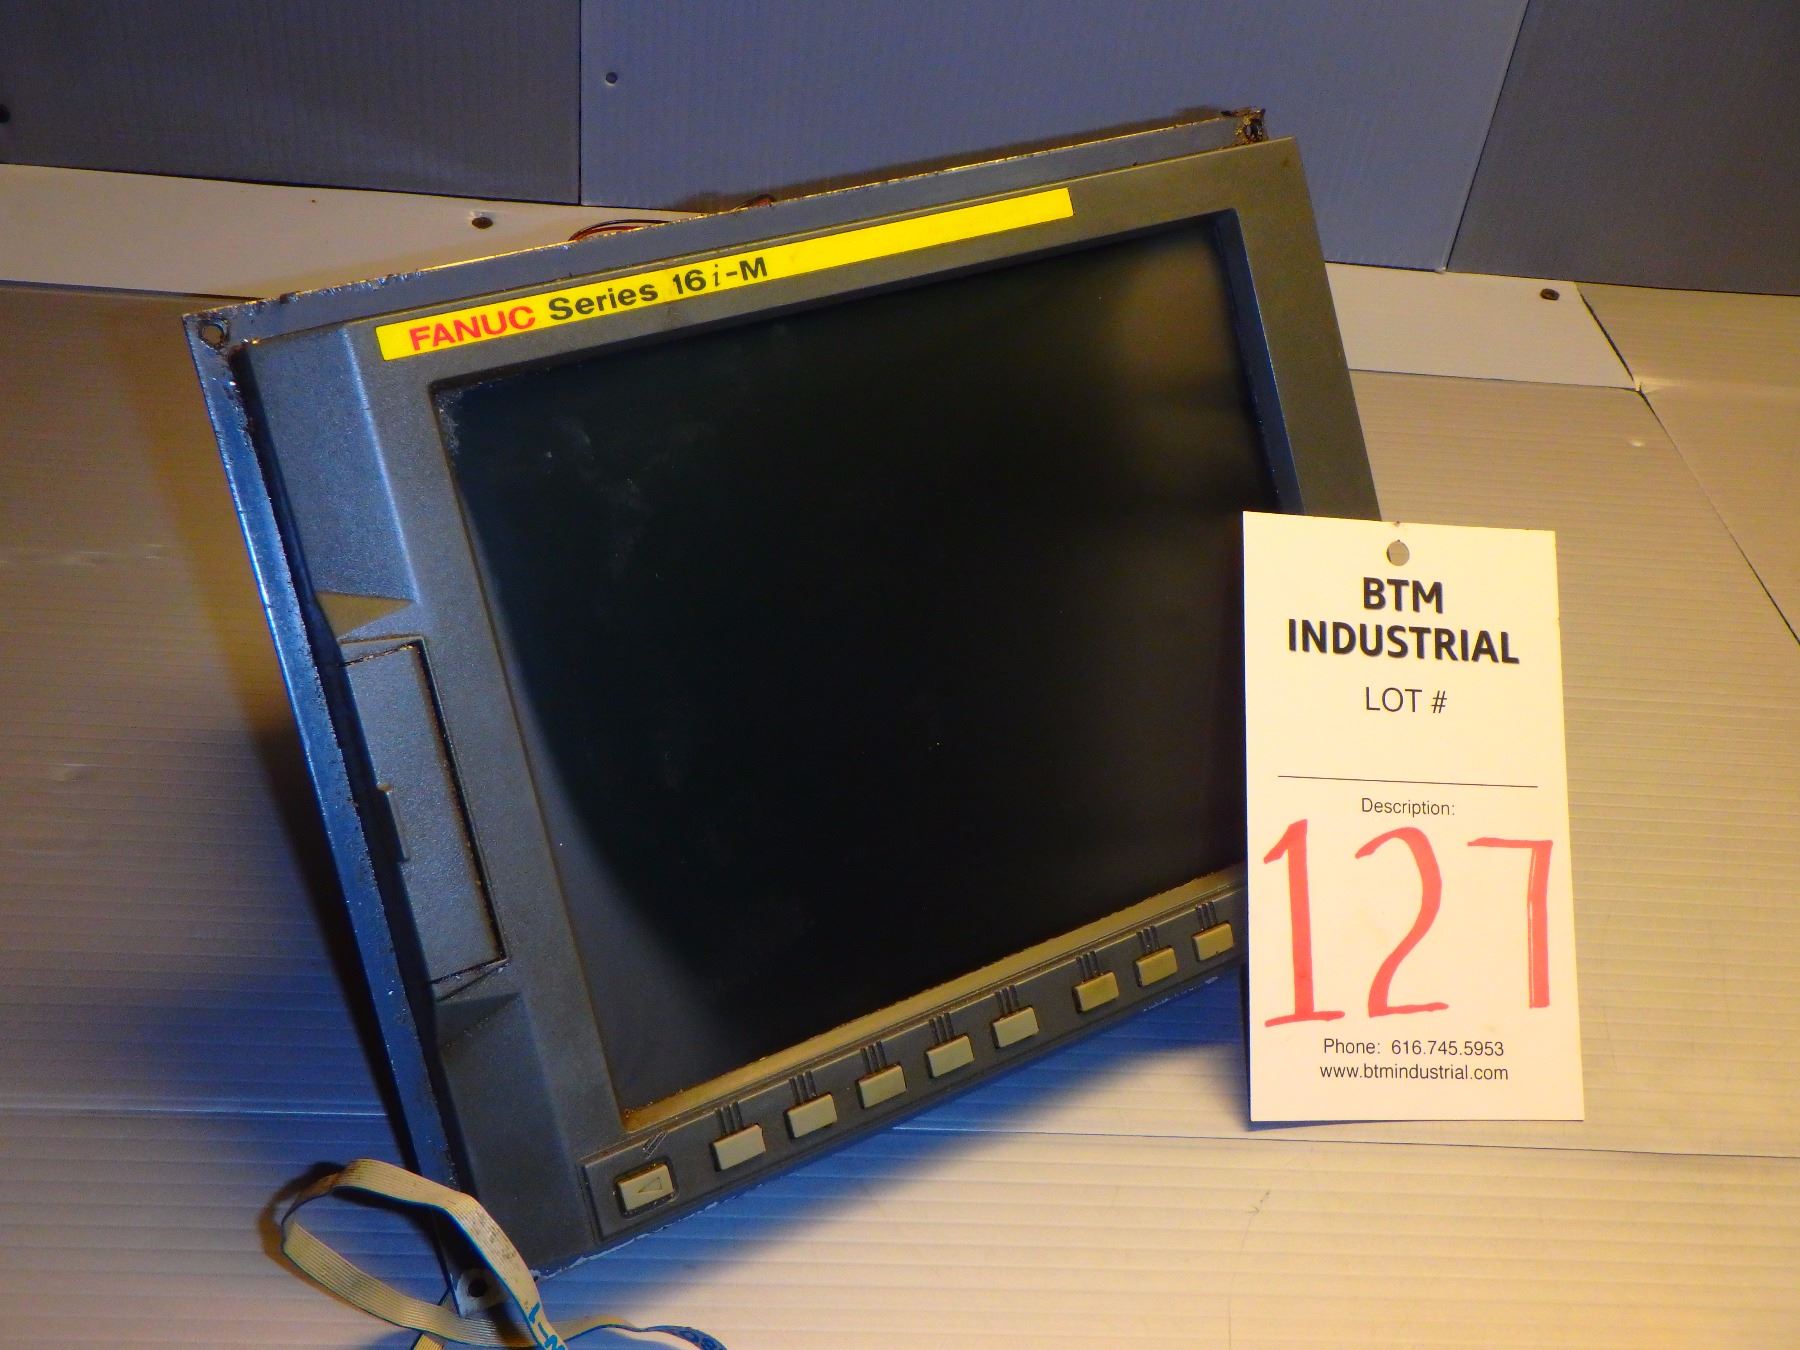 FANUC Series 16i-M
BTM
INDUSTRIAL
LOT #
Description:
127
Phone: 616.745.5953
www.btmindustrial.com